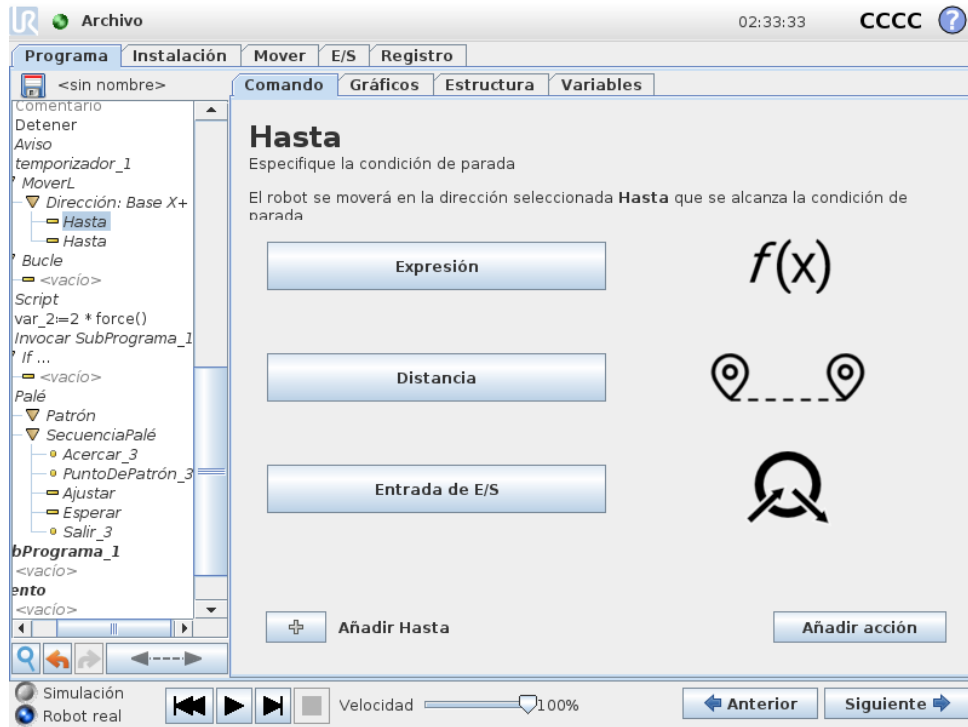 UR Archivo 02:33:33 CCCC ?
Programa Instalación Mover E/S Registro
<sin nombre>
Comando Gráficos Estructura Variables
Comentario
Detener
Aviso
temporizador_1
MoverL
Dirección: Base X+
Hasta
Hasta
Bucle
<vacío>
Script
var_2:=2 * force()
Invocar SubPrograma_1
If ...
<vacío>
Palé
Patrón
SecuenciaPalé
Acercar_3
PuntoDePatrón_3
Ajustar
Esperar
Salir_3
bPrograma_1
<vacío>
ento
<vacío>
Hasta
Especifique la condición de parada
El robot se moverá en la dirección seleccionada Hasta que se alcanza la condición de
parada
Expresión f(x)
Distancia
Entrada de E/S
Añadir Hasta Añadir acción
Simulación
Robot real
Velocidad 100%
Anterior Siguiente